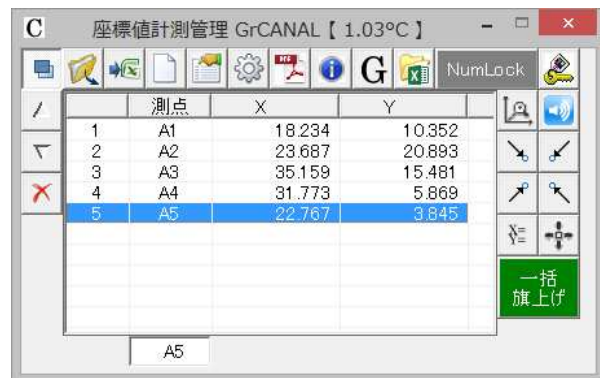 C 座標値計測管理 GrCANAL【 1.03ºC 】
G NumLock
測点 X Y
1 A1 18.234 10.352
2 A2 23.687 20.893
3 A3 35.159 15.481
4 A4 31.773 5.869
5 A5 22.767 3.845
X=
Y=
一括
旗上げ
A5